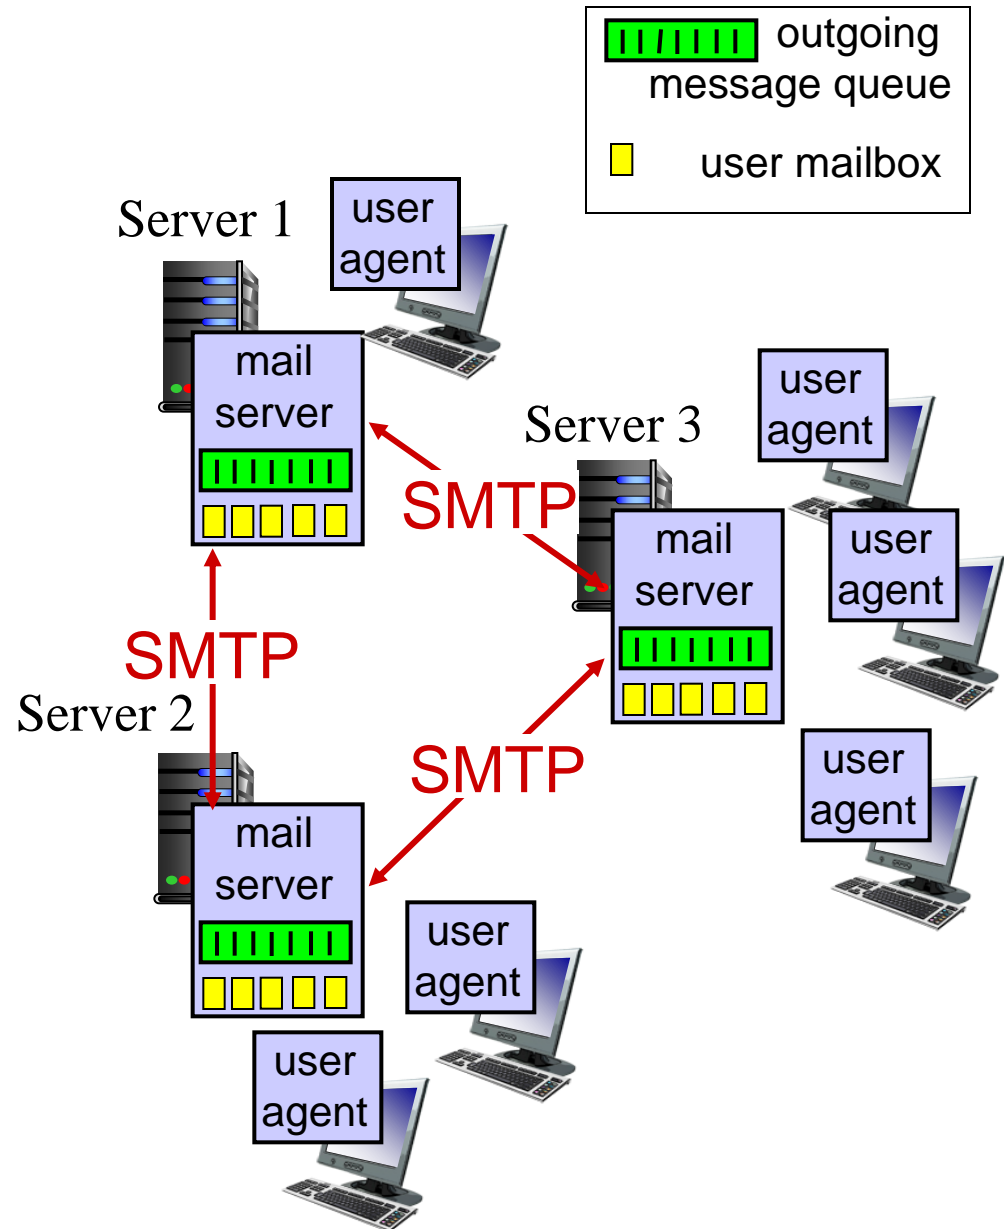 outgoing
message queue
user mailbox
Server 1
user
agent
mail
server
SMTP
Server 3
user
agent
mail
server
user
agent
SMTP
Server 2
SMTP
user
agent
mail
server
user
agent
user
agent